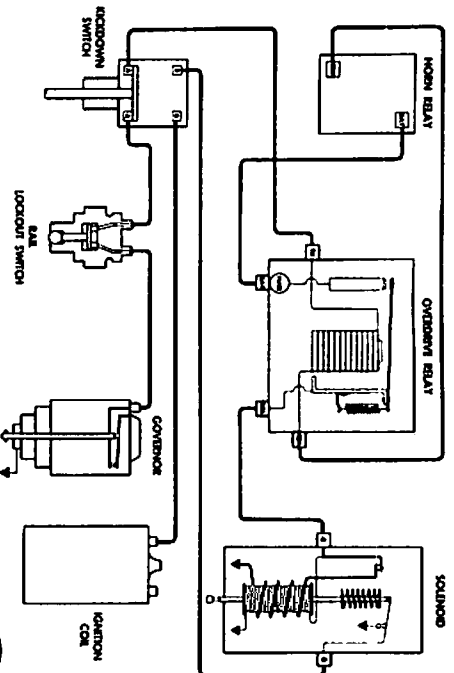 KICKDOWN
SWITCH
HORN RELAY
RAIL
LOCKOUT SWITCH
OVERDRIVE RELAY
GOVERNOR
IGNITION
COIL
SOLENOID